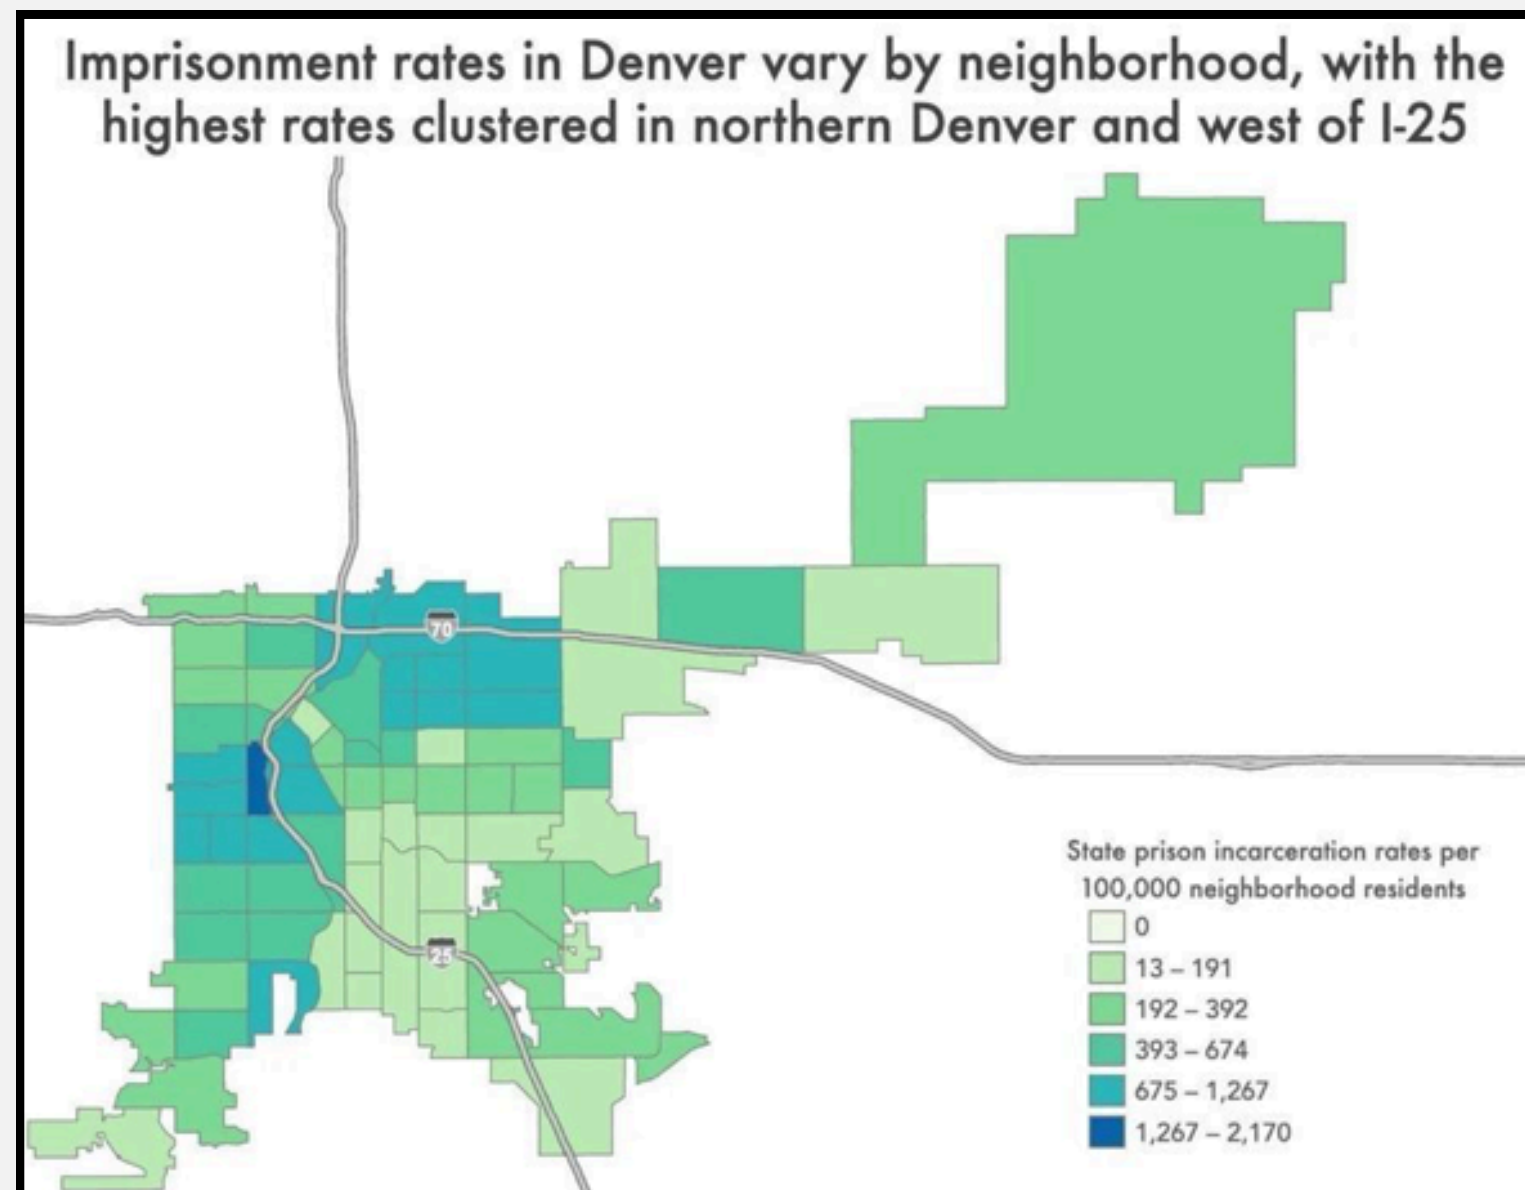 Imprisonment rates in Denver vary by neighborhood, with the
highest rates clustered in northern Denver and west of I-25
70
25
State prison incarceration rates per
100,000 neighborhood residents
0
13 – 191
192 – 392
393 – 674
675 – 1,267
1,267 – 2,170